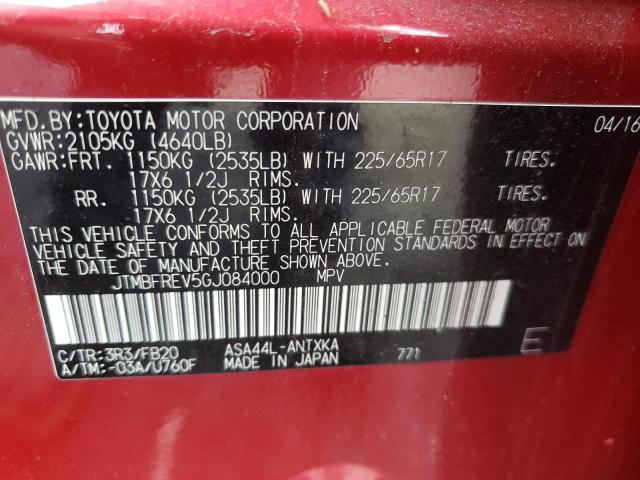 MFD.BY:TOYOTA MOTOR CORPORATION 04/16
GVWR:2105KG (4640LB)
GAWR:FRT. 1150KG (2535LB) WITH 225/65R17 TIRES.
17X6 1/2J RIMS.
RR. 1150KG (2535LB) WITH 225/65R17 TIRES.
17X6 1/2J RIMS.
THIS VEHICLE CONFORMS TO ALL APPLICABLE FEDERAL MOTOR
VEHICLE SAFETY AND THEFT PREVENTION STANDARDS IN EFFECT ON
THE DATE OF MANUFACTURE SHOWN ABOVE.
JTMBFREV5GJ084000 MPV
C/TR:3R3/FB20 ASA44L-ANTXKA 771 E
A/TM:-03A/U760F MADE IN JAPAN